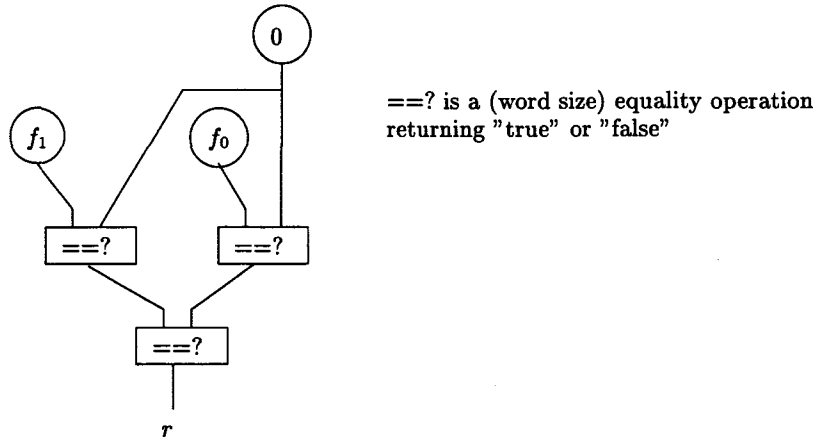 0
==? is a (word size) equality operation
returning "true" or "false"
f₁
f₀
==?
==?
==?
r